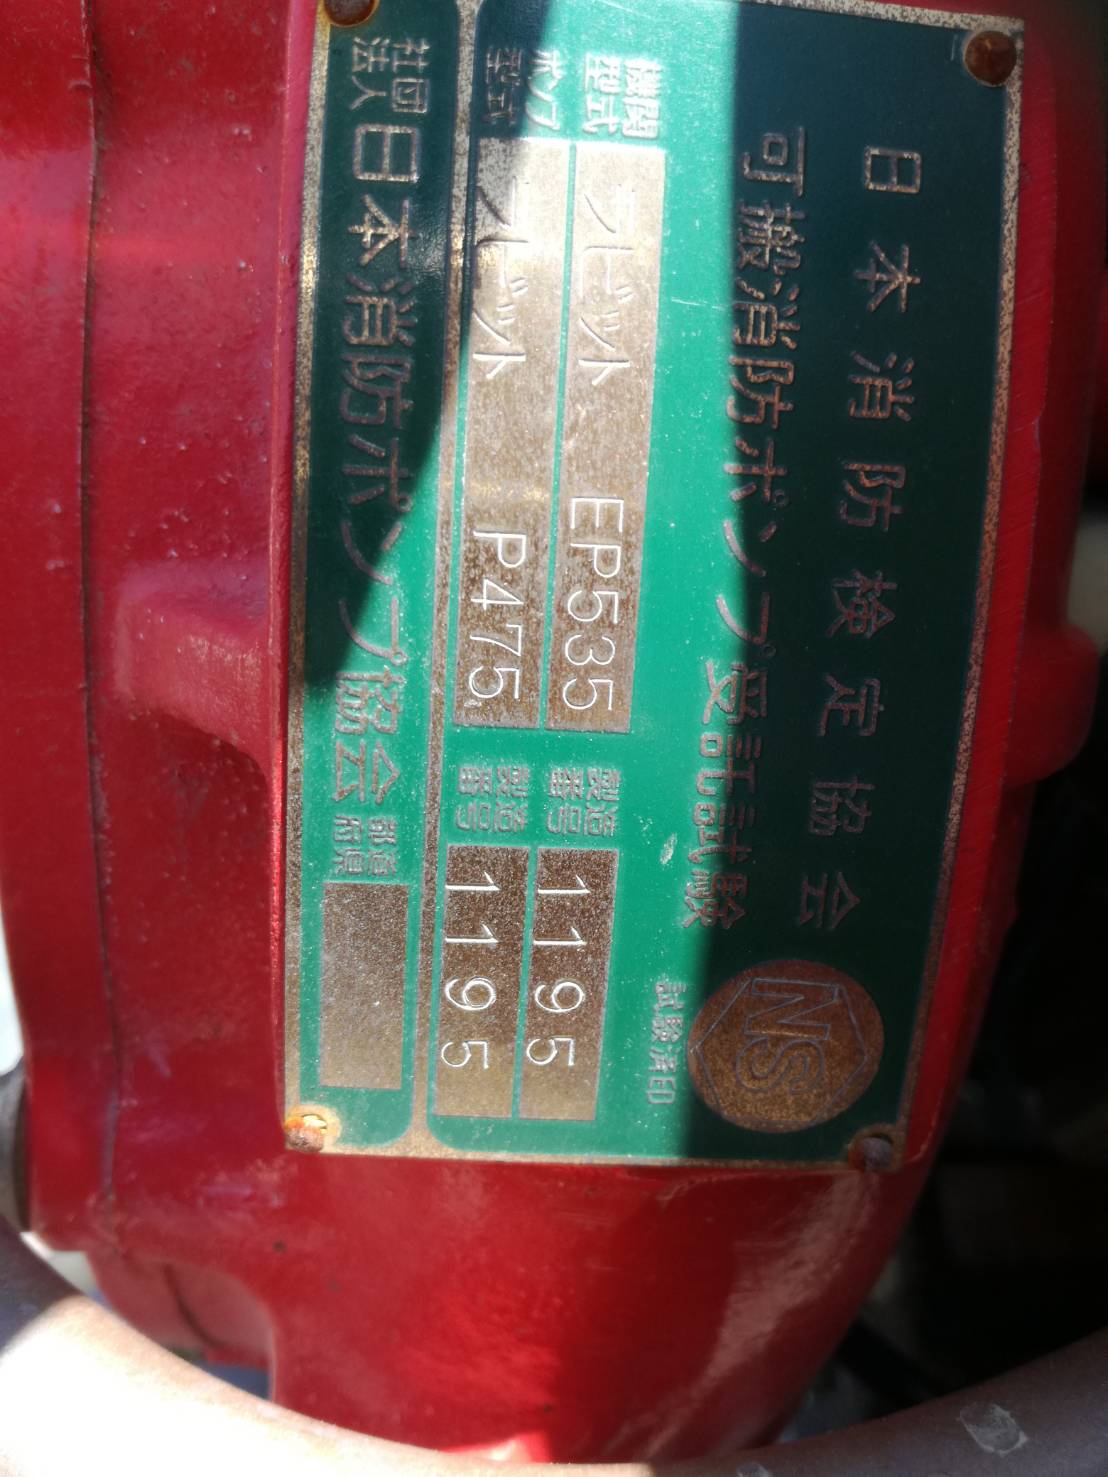 日本消防検定協会
可搬消防ポンプ受託試験
NS
試験済印
機関型式 ラビット EP535 製造番号 1195
ポンプ型式 ラビット P475 製造番号 1195
社団法人 日本消防ポンプ協会 都道府県